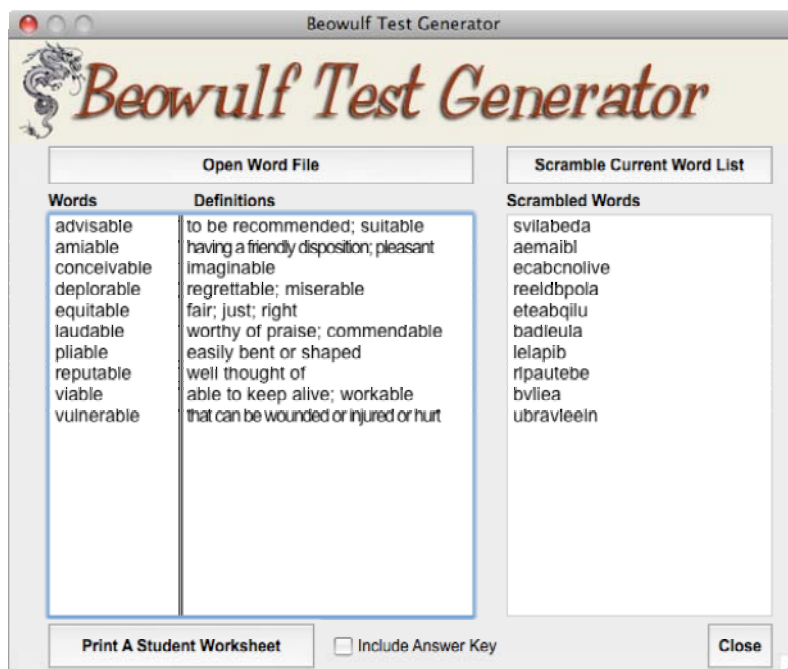 Beowulf Test Generator
Beowulf Test Generator
Open Word File
Scramble Current Word List
Words Definitions Scrambled Words
advisable to be recommended; suitable svilabeda
amiable having a friendly disposition; pleasant aemaibl
conceivable imaginable ecabcnolive
deplorable regrettable; miserable reeldbpola
equitable fair; just; right eteabqilu
laudable worthy of praise; commendable badleula
pliable easily bent or shaped lelapib
reputable well thought of rlpautebe
viable able to keep alive; workable bvliea
vulnerable that can be wounded or injured or hurt ubravleeln
Print A Student Worksheet
Include Answer Key
Close